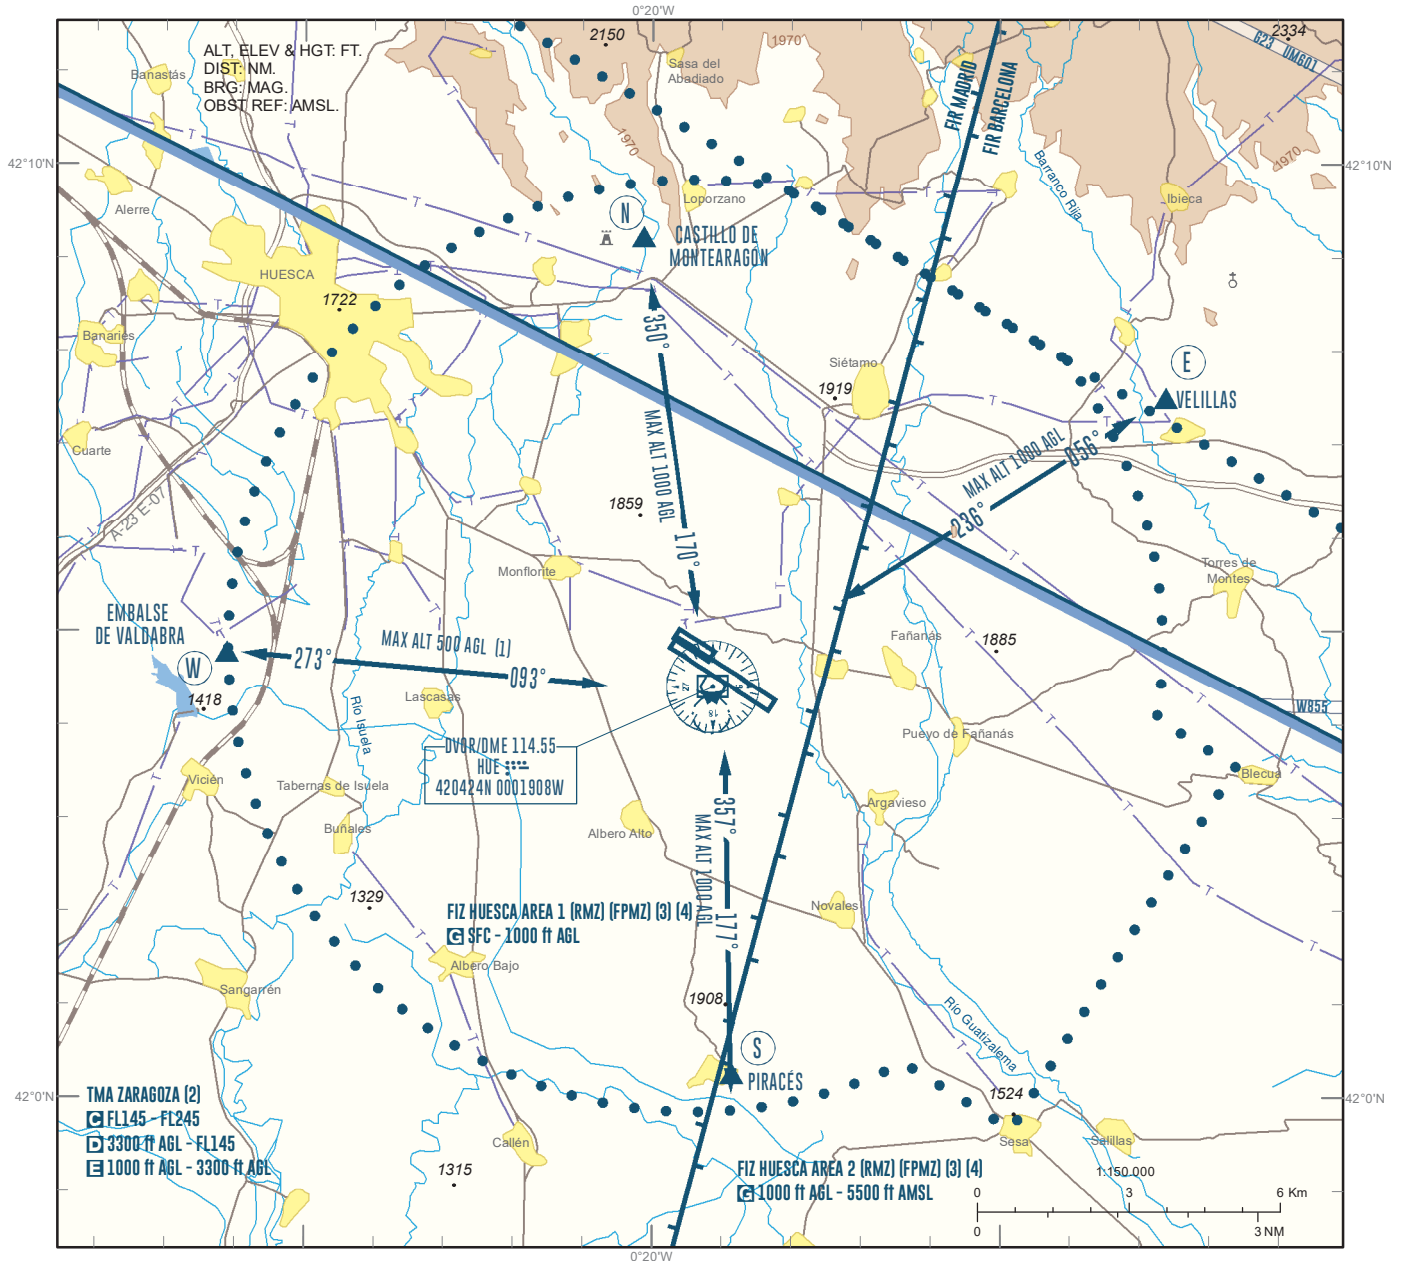 0°20'W
2150
1970
2334
G23 UM601
ALT, ELEV & HGT: FT.
DIST: NM.
BRG: MAG.
OBST REF: AMSL.
Banastás
Sasa del
Abadiado
FIR MADRID
FIR BARCELONA
1970
1970
42°10'N
42°10'N
Barranco Rija
Alerre
Loporzano
Ibieca
N
CASTILLO DE
MONTEARAGÓN
HUESCA
1722
Banariés
350°
Siétamo
1919
E
VELILLAS
Cuarte
MAX ALT 1000 AGL
MAX ALT 1000 AGL
056°
A-23 E-07
1859
236°
170°
Monflorite
Torres de
Montes
EMBALSE
DE VALDABRA
MAX ALT 500 AGL (1)
Fañanás
1885
W
273°
093°
1418
Lascasas
Río Isuela
W855
Pueyo de Fañanás
DVOR/DME 114.55
HUE
420424N 0001908W
Vicién
Tabernas de Isuela
Blecua
Buñales
Albero Alto
Argavieso
357°
MAX ALT 1000 AGL
177°
1329
Novales
FIZ HUESCA AREA 1 (RMZ) (FPMZ) (3) (4)
G SFC - 1000 ft AGL
Albero Bajo
Sangarrén
1908
Río Guatizalema
S
PIRACÉS
TMA ZARAGOZA (2)
C FL145 - FL245
D 3300 ft AGL - FL145
E 1000 ft AGL - 3300 ft AGL
42°0'N
42°0'N
1524
Callén
Sesa
Salillas
1315
FIZ HUESCA AREA 2 (RMZ) (FPMZ) (3) (4)
G 1000 ft AGL - 5500 ft AMSL
1:150.000
0 3 6 Km
0 3 NM
0°20'W